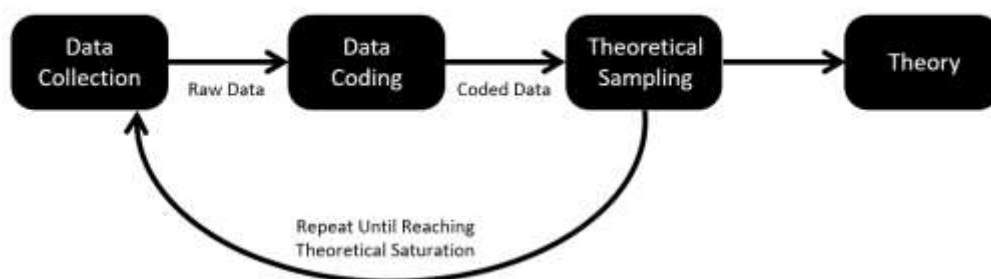 Data
Collection
Raw Data
Data
Coding
Coded Data
Theoretical
Sampling
Theory
Repeat Until Reaching
Theoretical Saturation